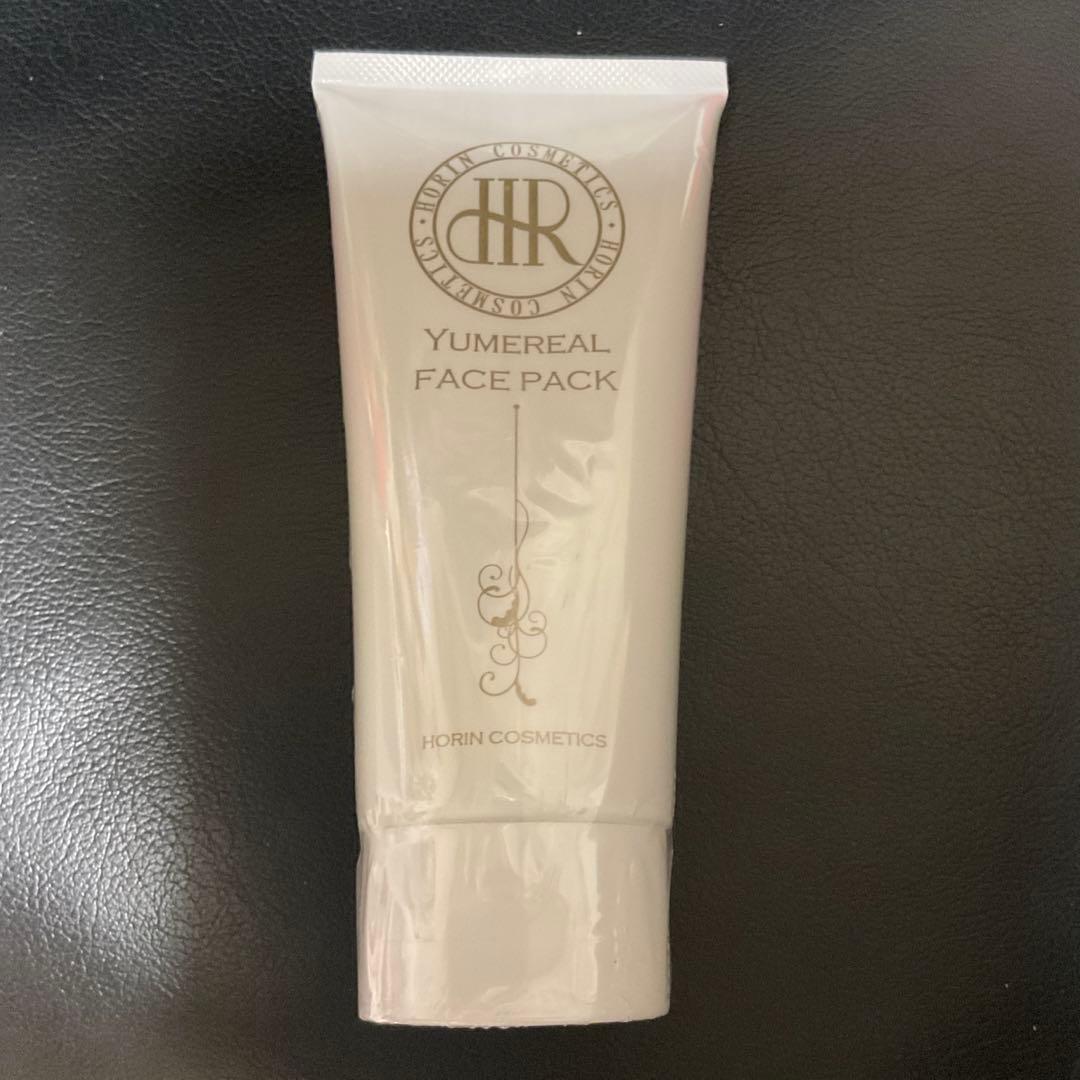 HORIN COSMETICS • HORIN COSMETICS •
HR
YUMEREAL
FACE PACK
HORIN COSMETICS